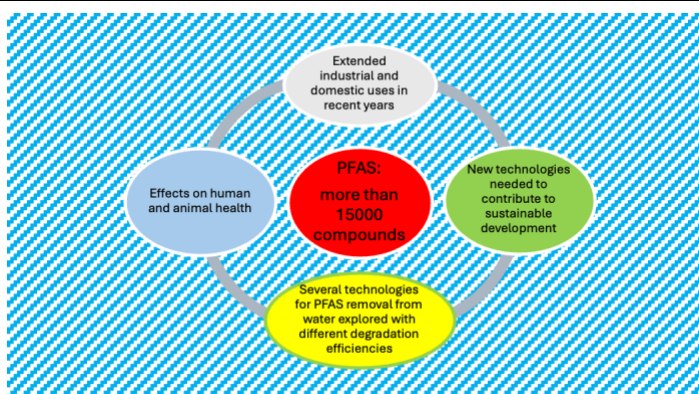 Extended
industrial and
domestic uses in
recent years
Effects on human
and animal health
PFAS:
more than
15000
compounds
New technologies
needed to
contribute to
sustainable
development
Several technologies
for PFAS removal from
water explored with
different degradation
efficiencies